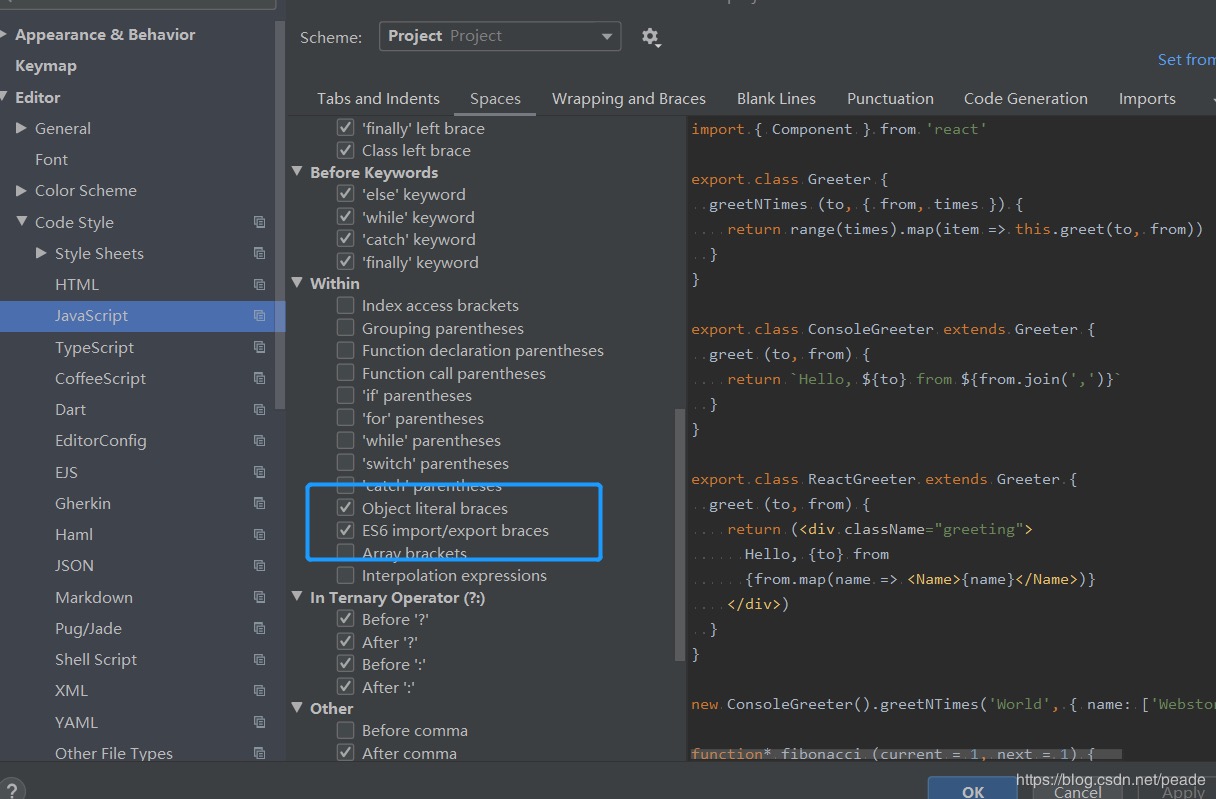 Appearance & Behavior
Keymap
Editor
General
Font
Color Scheme
Code Style
Style Sheets
HTML
JavaScript
TypeScript
CoffeeScript
Dart
EditorConfig
EJS
Gherkin
Haml
JSON
Markdown
Pug/Jade
Shell Script
XML
YAML
Other File Types
?
Scheme:
Project Project
Set from
Tabs and Indents
Spaces
Wrapping and Braces
Blank Lines
Punctuation
Code Generation
Imports
'finally' left brace
Class left brace
Before Keywords
'else' keyword
'while' keyword
'catch' keyword
'finally' keyword
Within
Index access brackets
Grouping parentheses
Function declaration parentheses
Function call parentheses
'if' parentheses
'for' parentheses
'while' parentheses
'switch' parentheses
'catch' parentheses
Object literal braces
ES6 import/export braces
Array brackets
Interpolation expressions
In Ternary Operator (?:)
Before '?'
After '?'
Before ':'
After ':'
Other
Before comma
After comma
import { Component } from 'react'
export class Greeter {
greetNTimes (to, { from, times }) {
return range(times).map(item => this.greet(to, from))
}
}
export class ConsoleGreeter extends Greeter {
greet (to, from) {
return `Hello, ${to} from ${from.join(',')}`
}
}
export class ReactGreeter extends Greeter {
greet (to, from) {
return (<div className="greeting">
Hello, {to} from
{from.map(name => <Name>{name}</Name>)}
</div>)
}
}
new ConsoleGreeter().greetNTimes('World', { name: ['Webstor
function* fibonacci (current = 1, next = 1) {
OK
Cancel
Apply
https://blog.csdn.net/peade